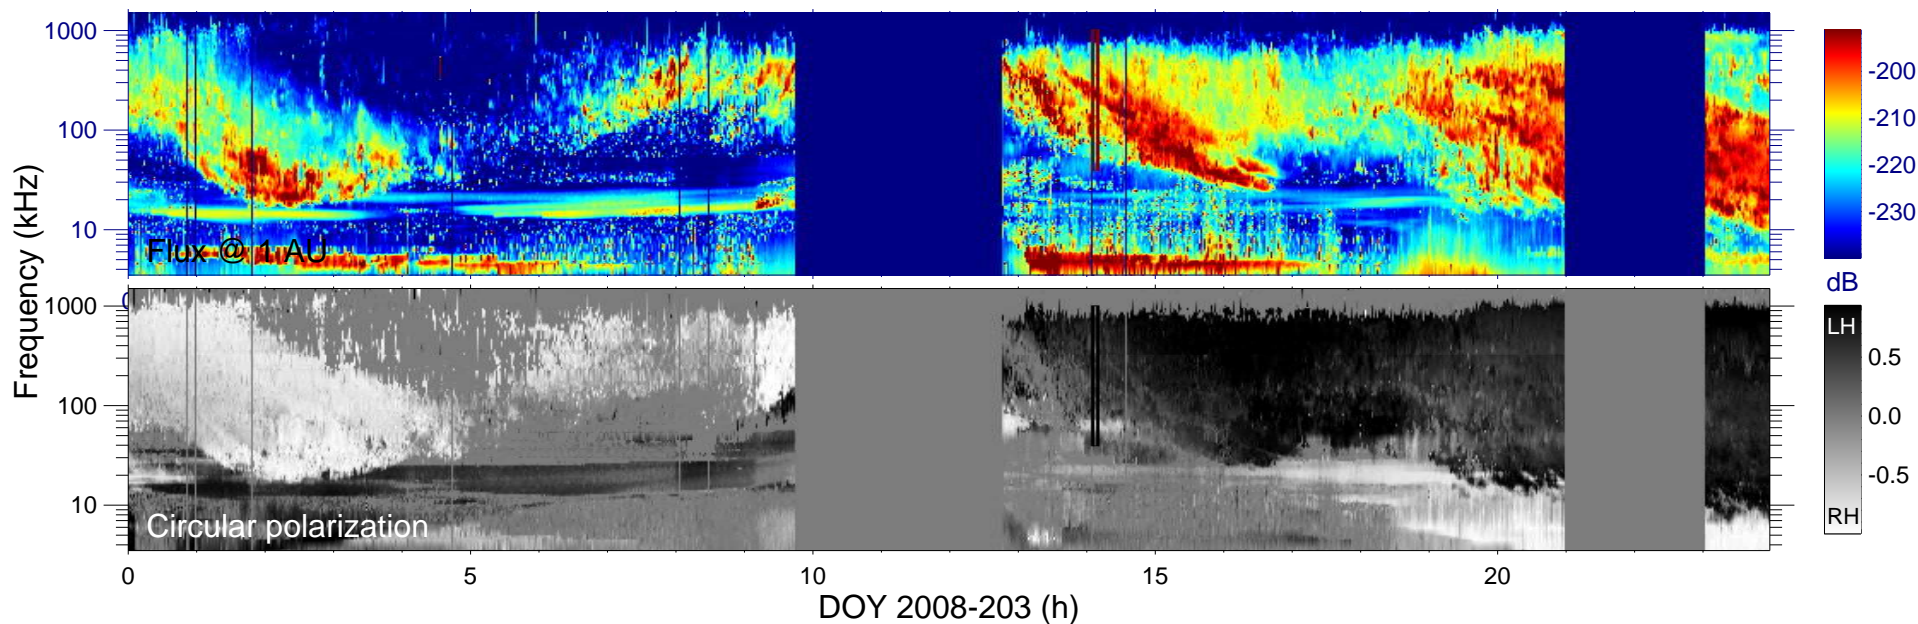 Frequency (kHz)
1000
100
10
Flux @ 1 AU
-200
-210
-220
-230
dB
0
1000
100
10
Circular polarization
LH
0.5
0.0
-0.5
RH
0
5
10
15
20
DOY 2008-203 (h)